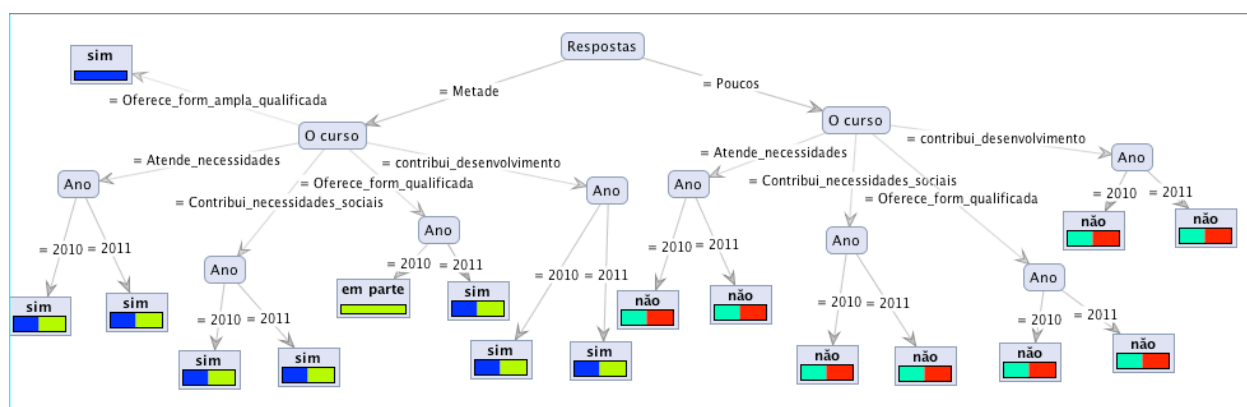 Respostas
sim
= Metade
= Poucos
= Oferece_form_ampla_qualificada
O curso
O curso
= Atende_necessidades
= contribui_desenvolvimento
= Atende_necessidades
= contribui_desenvolvimento
Ano
= Oferece_form_qualificada
= Contribui_necessidades_sociais
Ano
Ano
= Contribui_necessidades_sociais
= Oferece_form_qualificada
Ano
= 2010
= 2011
Ano
Ano
não
não
= 2010
= 2011
Ano
= 2010
= 2011
= 2010
= 2011
= 2010
= 2011
Ano
em parte
sim
não
não
sim
sim
= 2010
= 2011
= 2010
= 2011
= 2010
= 2011
sim
sim
sim
sim
não
não
não
não